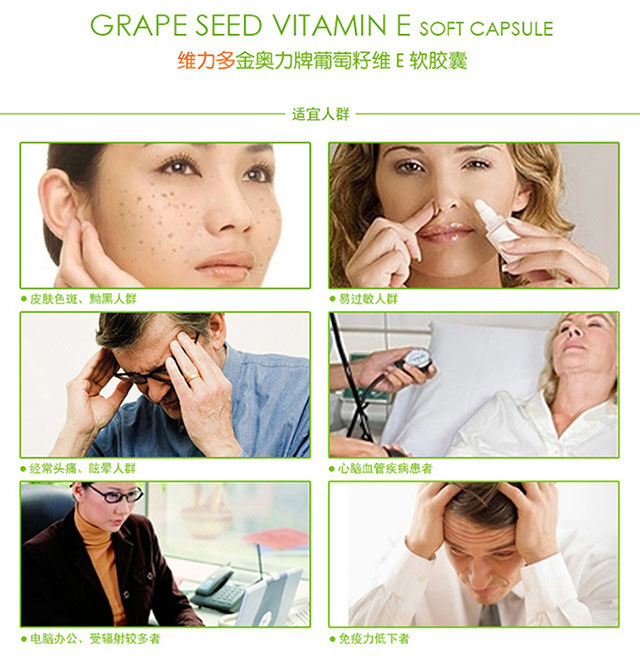 GRAPE SEED VITAMIN E SOFT CAPSULE
维力多金奥力牌葡萄籽维E软胶囊
适宜人群
●皮肤色斑、黝黑人群
●易过敏人群
●经常头痛、眩晕人群
●心脑血管疾病患者
●电脑办公、受辐射较多者
●免疫力低下者